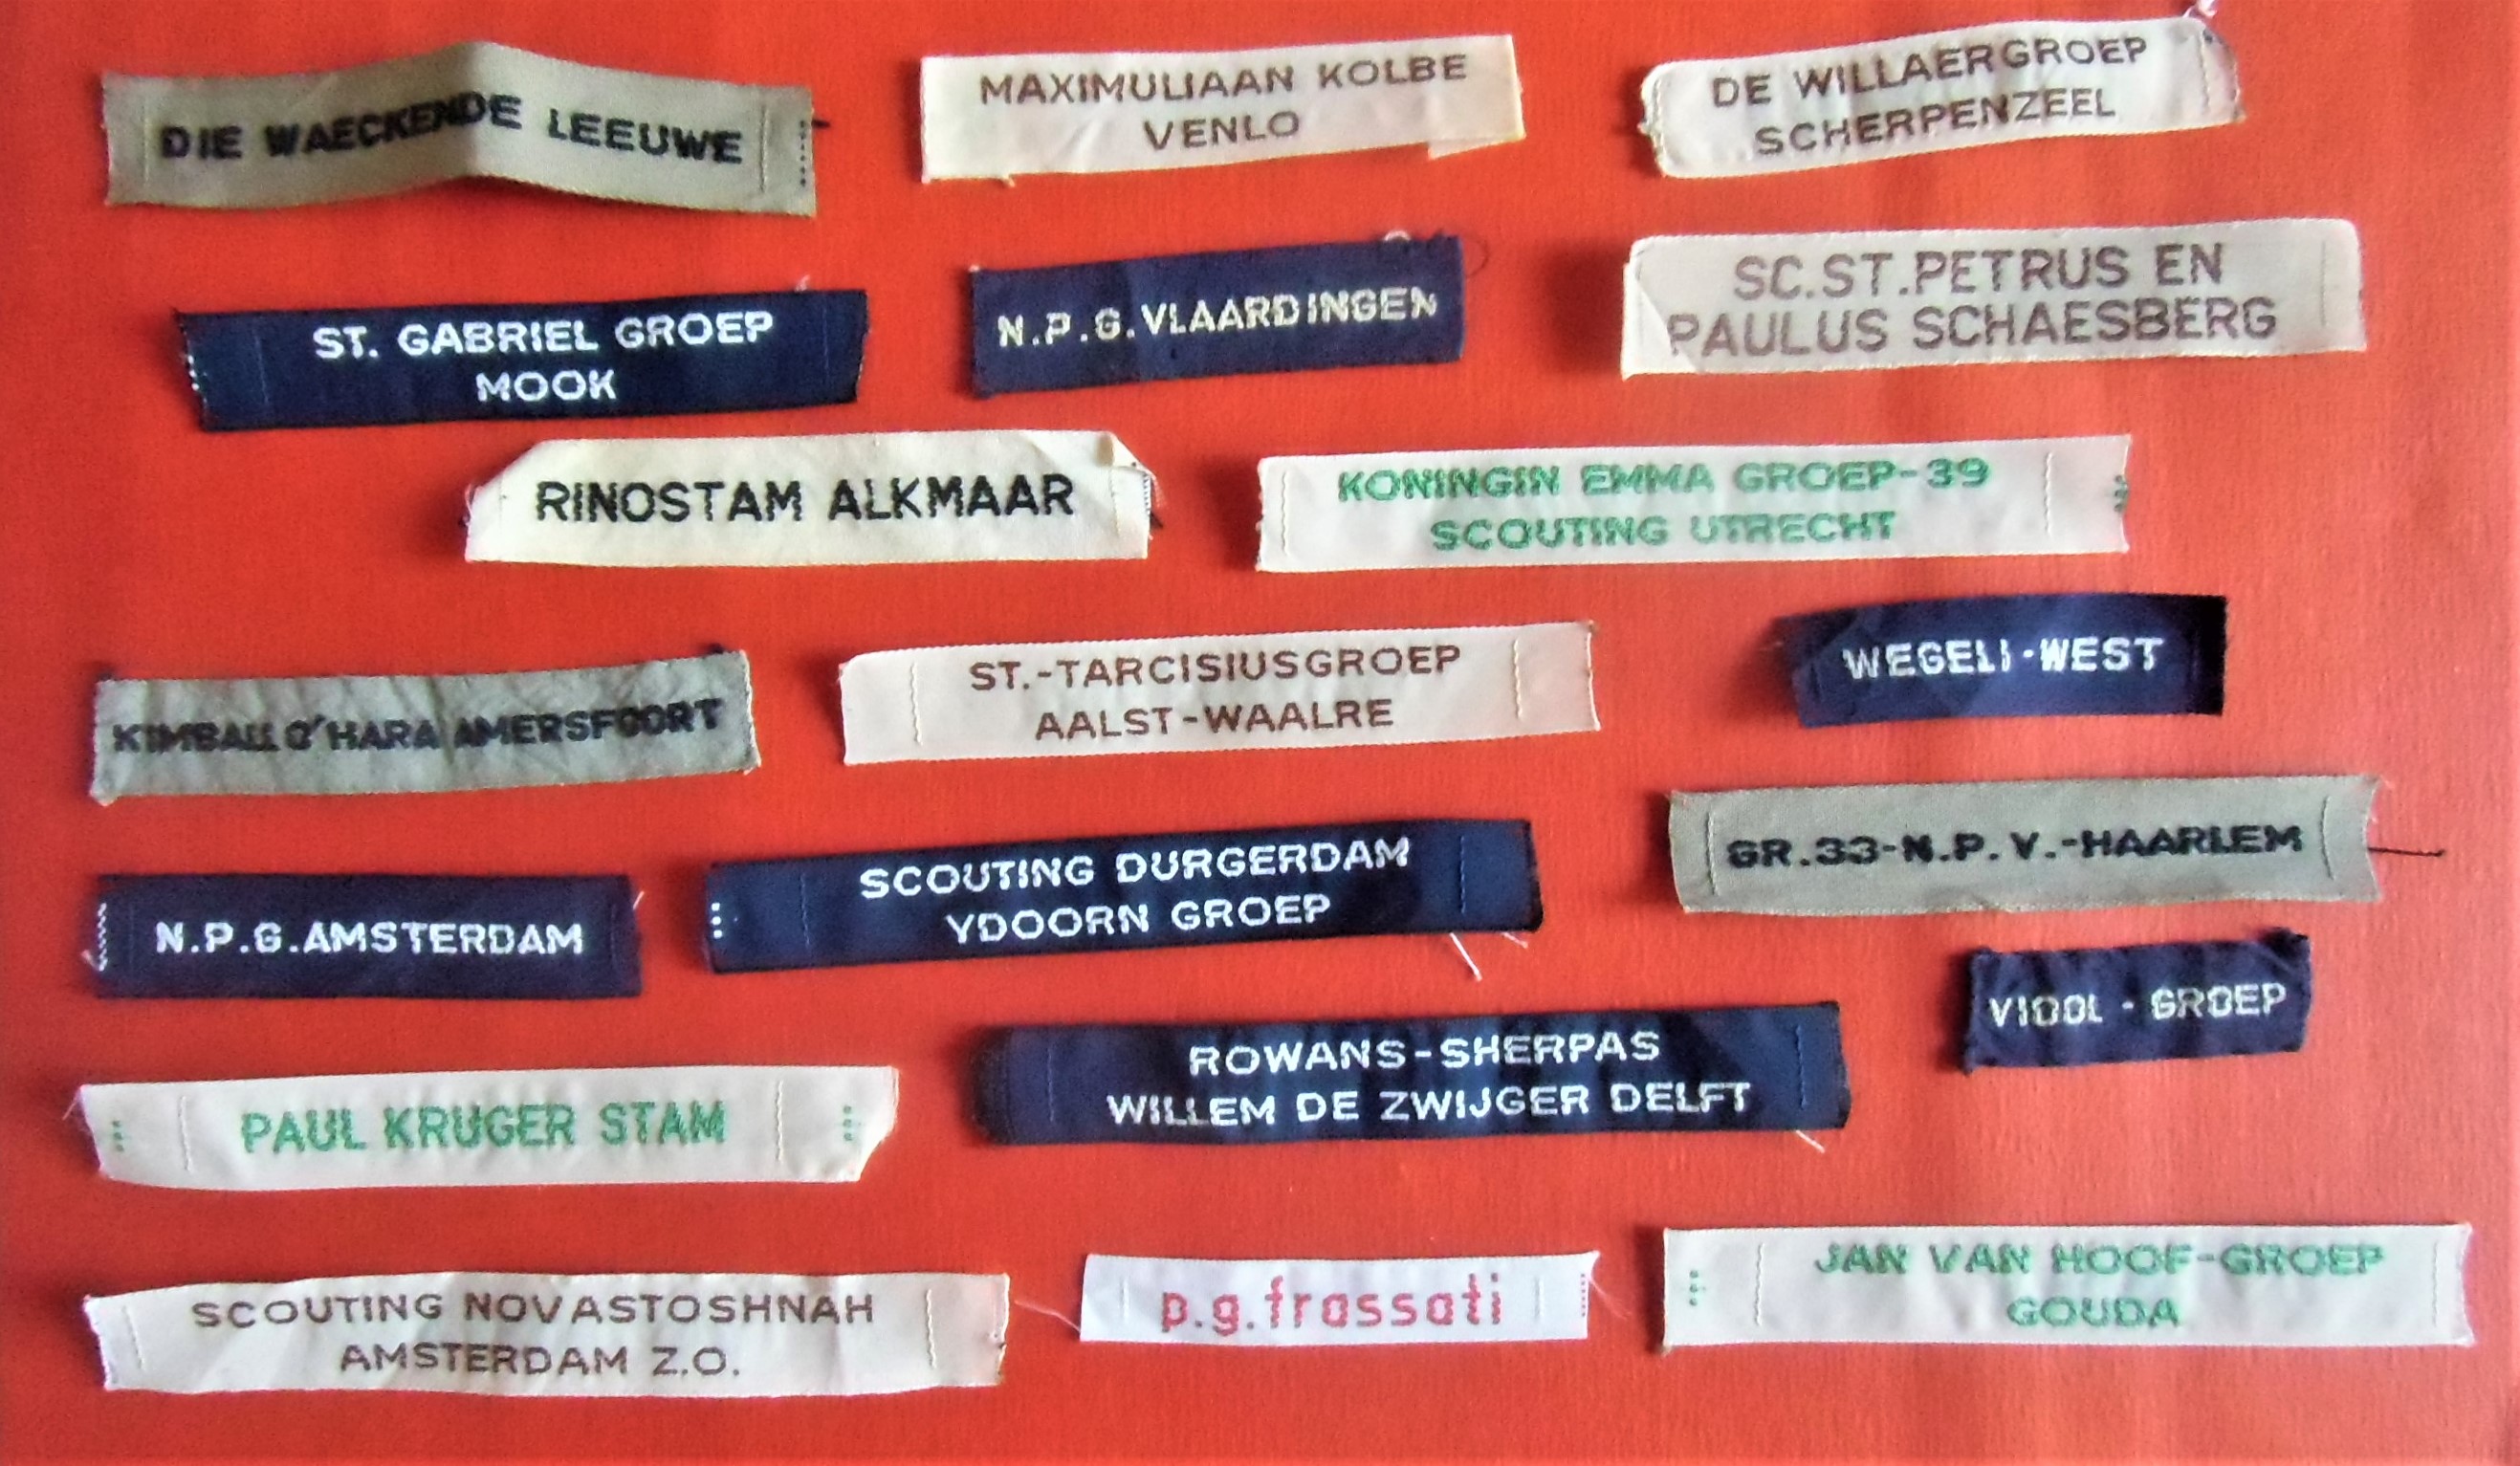 DIE WAECKENDE LEEUWE
MAXIMULIAAN KOLBE
VENLO
DE WILLAERGROEP
SCHERPENZEEL
ST. GABRIEL GROEP
MOOK
N.P.G.VLAARDINGEN
SC.ST.PETRUS EN
PAULUS SCHAESBERG
RINOSTAM ALKMAAR
KONINGIN EMMA GROEP-39
SCOUTING UTRECHT
KIMBALL O'HARA AMERSFOORT
ST.-TARCISIUSGROEP
AALST-WAALRE
WEGELI-WEST
N.P.G.AMSTERDAM
SCOUTING DURGERDAM
YDOORN GROEP
GR.33-N.P.V.-HAARLEM
VIOOL - GROEP
PAUL KRUGER STAM
ROWANS-SHERPAS
WILLEM DE ZWIJGER DELFT
SCOUTING NOVASTOSHNAH
AMSTERDAM Z.O.
p.g.frassati
JAN VAN HOOF-GROEP
GOUDA